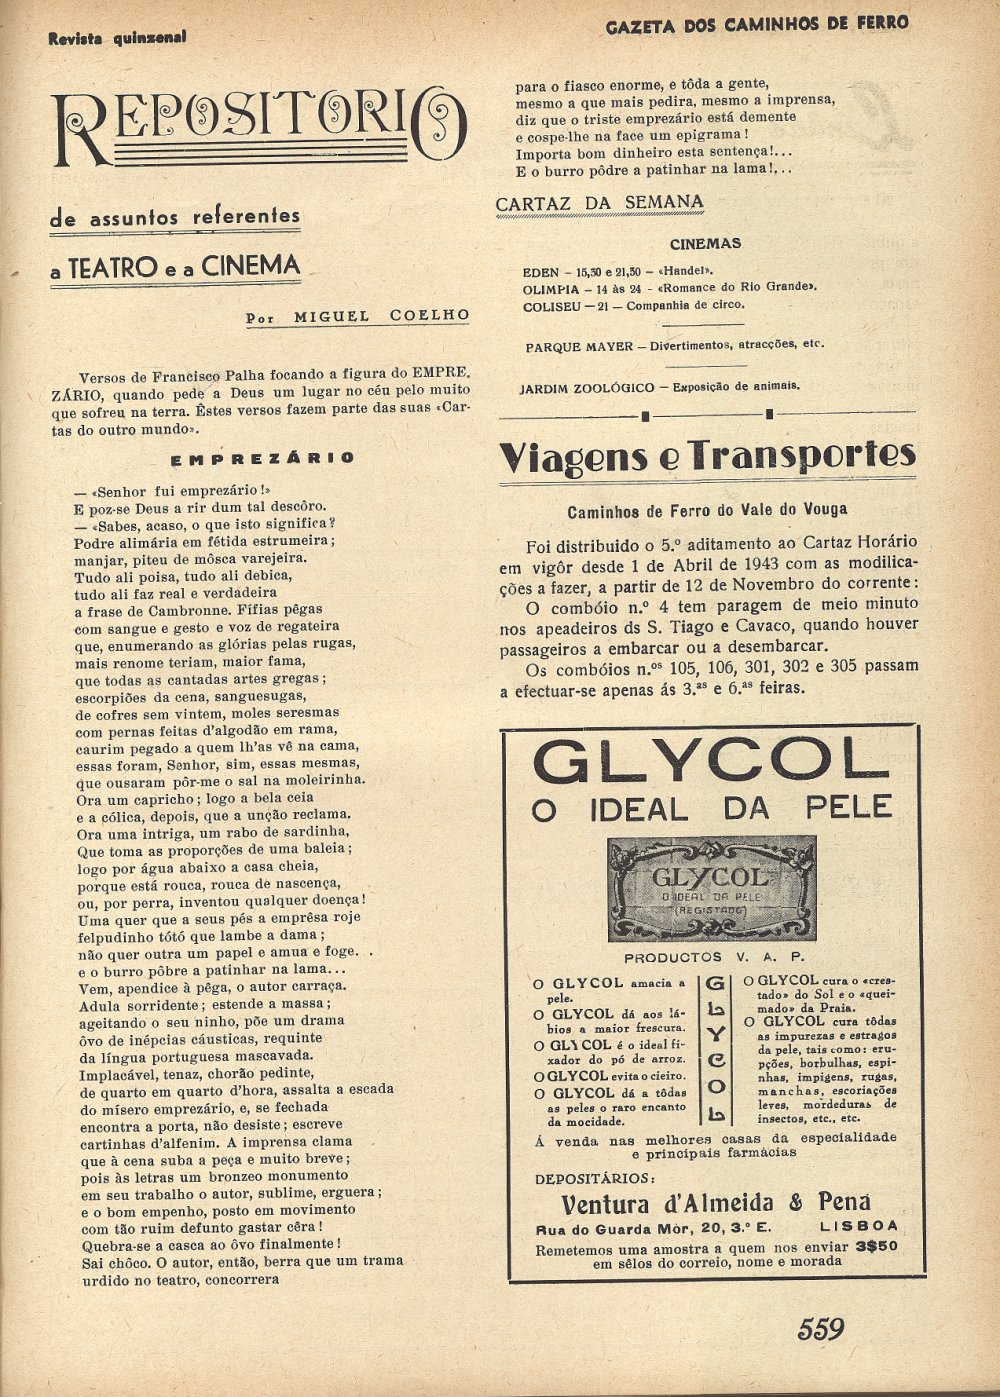 Revista quinzenal
GAZETA DOS CAMINHOS DE FERRO
REPOSITORIO
de assuntos referentes
a TEATRO e a CINEMA
Por MIGUEL COELHO
Versos de Francisco Palha focando a figura do EMPRE.
ZÁRIO, quando pede a Deus um lugar no céu pelo muito
que sofreu na terra. Êstes versos fazem parte das suas «Car-
tas do outro mundo».
EMPREZÁRIO
— «Senhor fui emprezário!»
E poz-se Deus a rir dum tal descôro.
— «Sabes, acaso, o que isto significa?
Podre alimária em fétida estrumeira;
manjar, piteu de môsca varejeira.
Tudo ali poisa, tudo ali debica,
tudo ali faz real e verdadeira
a frase de Cambronne. Fífias pêgas
com sangue e gesto e voz de regateira
que, enumerando as glórias pelas rugas,
mais renome teriam, maior fama,
que todas as cantadas artes gregas;
escorpiões da cena, sanguesugas,
de cofres sem vintem, moles seresmas
com pernas feitas d'algodão em rama,
caurim pegado a quem lh'as vê na cama,
essas foram, Senhor, sim, essas mesmas,
que ousaram pôr-me o sal na moleirinha.
Ora um capricho; logo a bela ceia
e a cólica, depois, que a unção reclama.
Ora uma intriga, um rabo de sardinha,
Que toma as proporções de uma baleia;
logo por água abaixo a casa cheia,
porque está rouca, rouca de nascença,
ou, por perra, inventou qualquer doença!
Uma quer que a seus pés a emprêsa roje
felpudinho tótó que lambe a dama;
não quer outra um papel e amua e foge. . .
e o burro pôbre a patinhar na lama...
Vem, apendice à pêga, o autor carraça.
Adula sorridente; estende a massa;
ageitando o seu ninho, põe um drama
ôvo de inépcias cáusticas, requinte
da língua portuguesa mascavada.
Implacável, tenaz, chorão pedinte,
de quarto em quarto d'hora, assalta a escada
do mísero emprezário, e, se fechada
encontra a porta, não desiste; escreve
cartinhas d'alfenim. A imprensa clama
que à cena suba a peça e muito breve;
pois às letras um bronzeo monumento
em seu trabalho o autor, sublime, erguera;
e o bom empenho, posto em movimento
com tão ruim defunto gastar cêra!
Quebra-se a casca ao ôvo finalmente!
Sai chôco. O autor, então, berra que um trama
urdido no teatro, concorrera
para o fiasco enorme, e tôda a gente,
mesmo a que mais pedira, mesmo a imprensa,
diz que o triste emprezário está demente
e cospe-lhe na face um epigrama!
Importa bom dinheiro esta sentença!...
E o burro pôdre a patinhar na lama!...
CARTAZ DA SEMANA
CINEMAS
EDEN — 15,30 e 21,30 — «Handel».
OLIMPIA — 14 às 24 - «Romance do Rio Grande».
COLISEU — 21 — Companhia de circo.
PARQUE MAYER — Divertimentos, atracções, etc.
JARDIM ZOOLÓGICO — Exposição de animais.
Viagens e Transportes
Caminhos de Ferro do Vale do Vouga
Foi distribuido o 5.º aditamento ao Cartaz Horário
em vigôr desde 1 de Abril de 1943 com as modilica-
ções a fazer, a partir de 12 de Novembro do corrente:
O combóio n.º 4 tem paragem de meio minuto
nos apeadeiros ds S. Tiago e Cavaco, quando houver
passageiros a embarcar ou a desembarcar.
Os combóios n.os 105, 106, 301, 302 e 305 passam
a efectuar-se apenas ás 3.as e 6.as feiras.
GLYCOL
O IDEAL DA PELE
GLYCOL
O IDEAL DA PELE
(REGISTADO)
PRODUCTOS V. A. P.
O GLYCOL amacia a
pele.
O GLYCOL dá aos lá-
bios a maior frescura.
O GLYCOL é o ideal fi-
xador do pó de arroz.
O GLYCOL evita o cieiro.
O GLYCOL dá a tôdas
as peles o raro encanto
da mocidade.
GLYCOL
O GLYCOL cura o «cres-
tado» do Sol e o «quei-
mado» da Praia.
O GLYCOL cura tôdas
as impurezas e estragos
da pele, tais como: eru-
pções, borbulhas, espi-
nhas, impigens, rugas,
manchas, escoriações
leves, mordeduras de
insectos, etc., etc.
Á venda nas melhores casas da especialidade
e principais farmácias
DEPOSITÁRIOS:
Ventura d'Almeida & Pena
Rua do Guarda Mór, 20, 3.º E. LISBOA
Remetemos uma amostra a quem nos enviar 3$50
em sêlos do correio, nome e morada
559